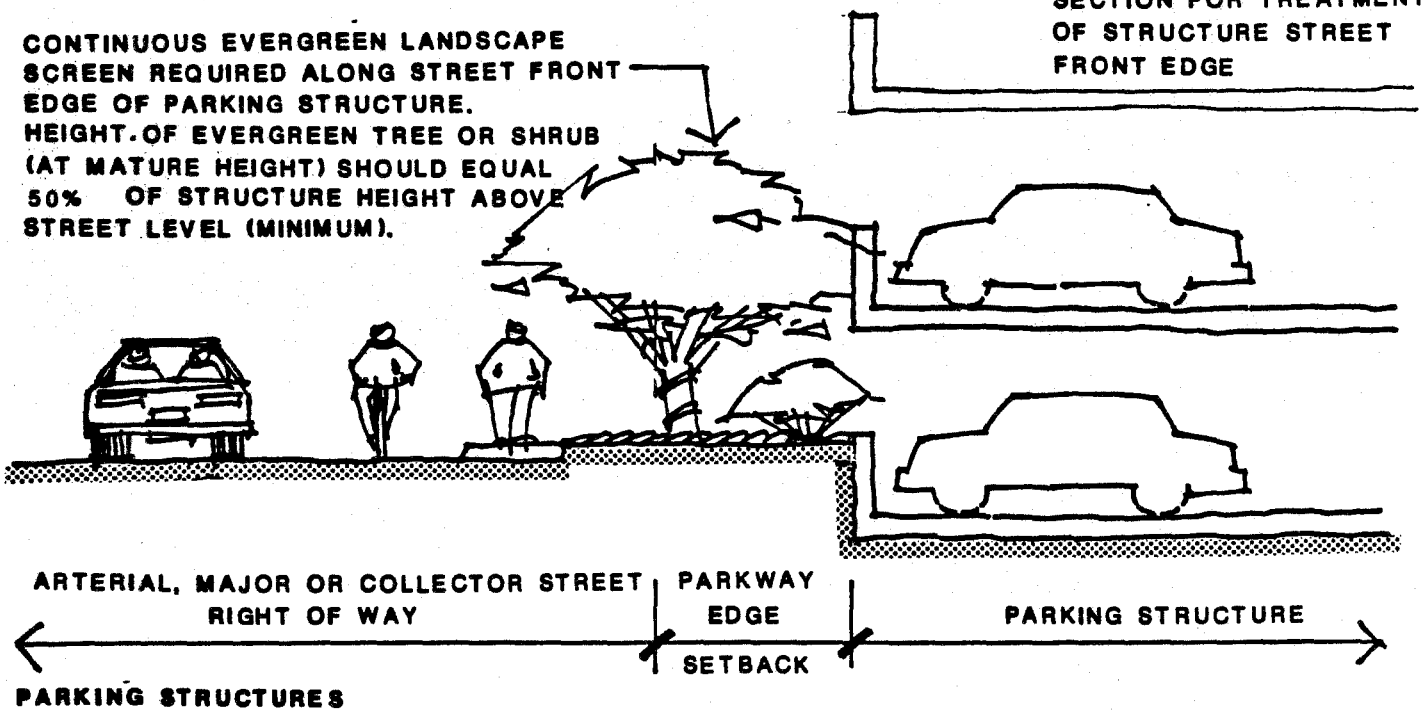 SECTION FOR TREATMENT
OF STRUCTURE STREET
FRONT EDGE
CONTINUOUS EVERGREEN LANDSCAPE
SCREEN REQUIRED ALONG STREET FRONT
EDGE OF PARKING STRUCTURE.
HEIGHT OF EVERGREEN TREE OR SHRUB
(AT MATURE HEIGHT) SHOULD EQUAL
50% OF STRUCTURE HEIGHT ABOVE
STREET LEVEL (MINIMUM).
ARTERIAL, MAJOR OR COLLECTOR STREET
RIGHT OF WAY
PARKWAY
EDGE
SETBACK
PARKING STRUCTURE
PARKING STRUCTURES